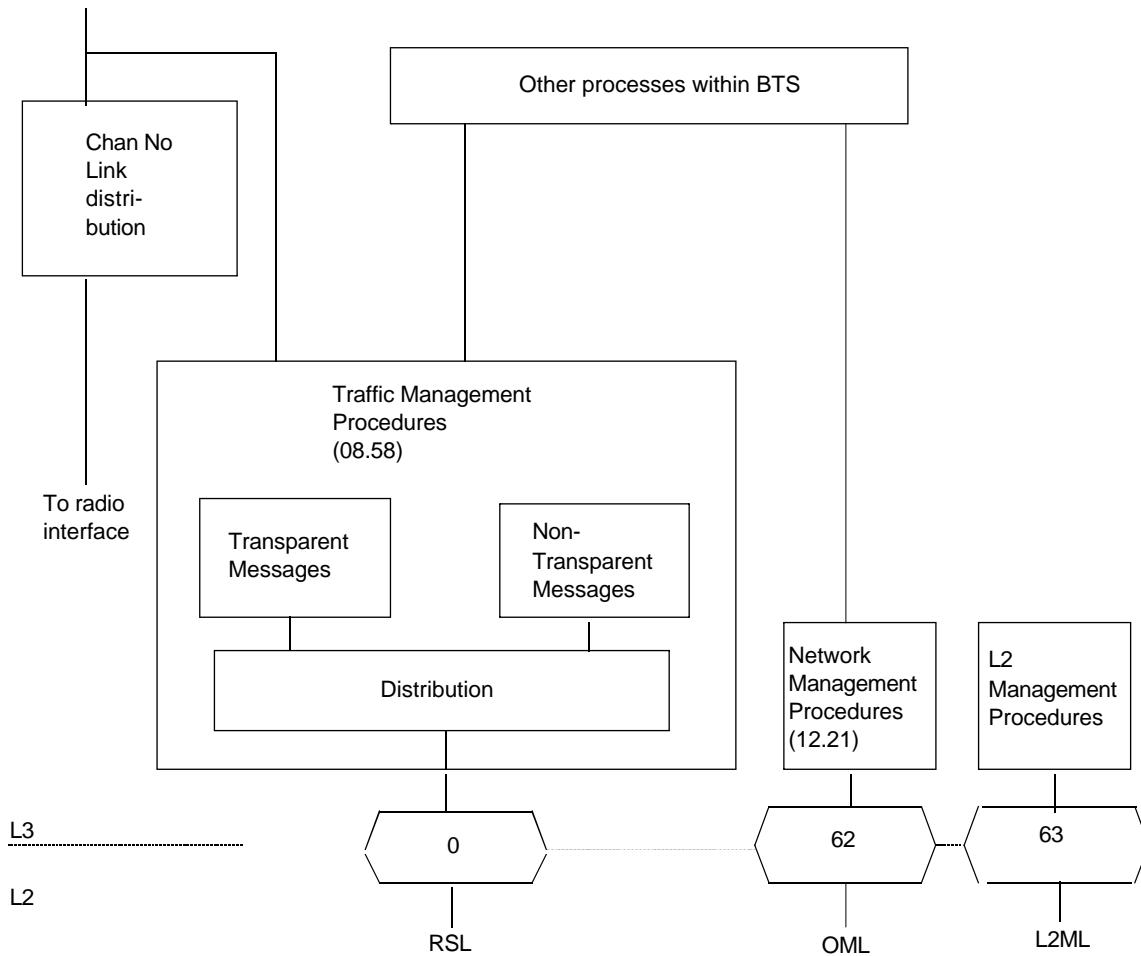 Other processes within BTS
Chan No
Link
distri-
bution
Traffic Management
Procedures
(08.58)
To radio
interface
Transparent
Messages
Non-
Transparent
Messages
Distribution
Network
Management
Procedures
(12.21)
L2
Management
Procedures
L3
0
62
63
L2
RSL
OML
L2ML